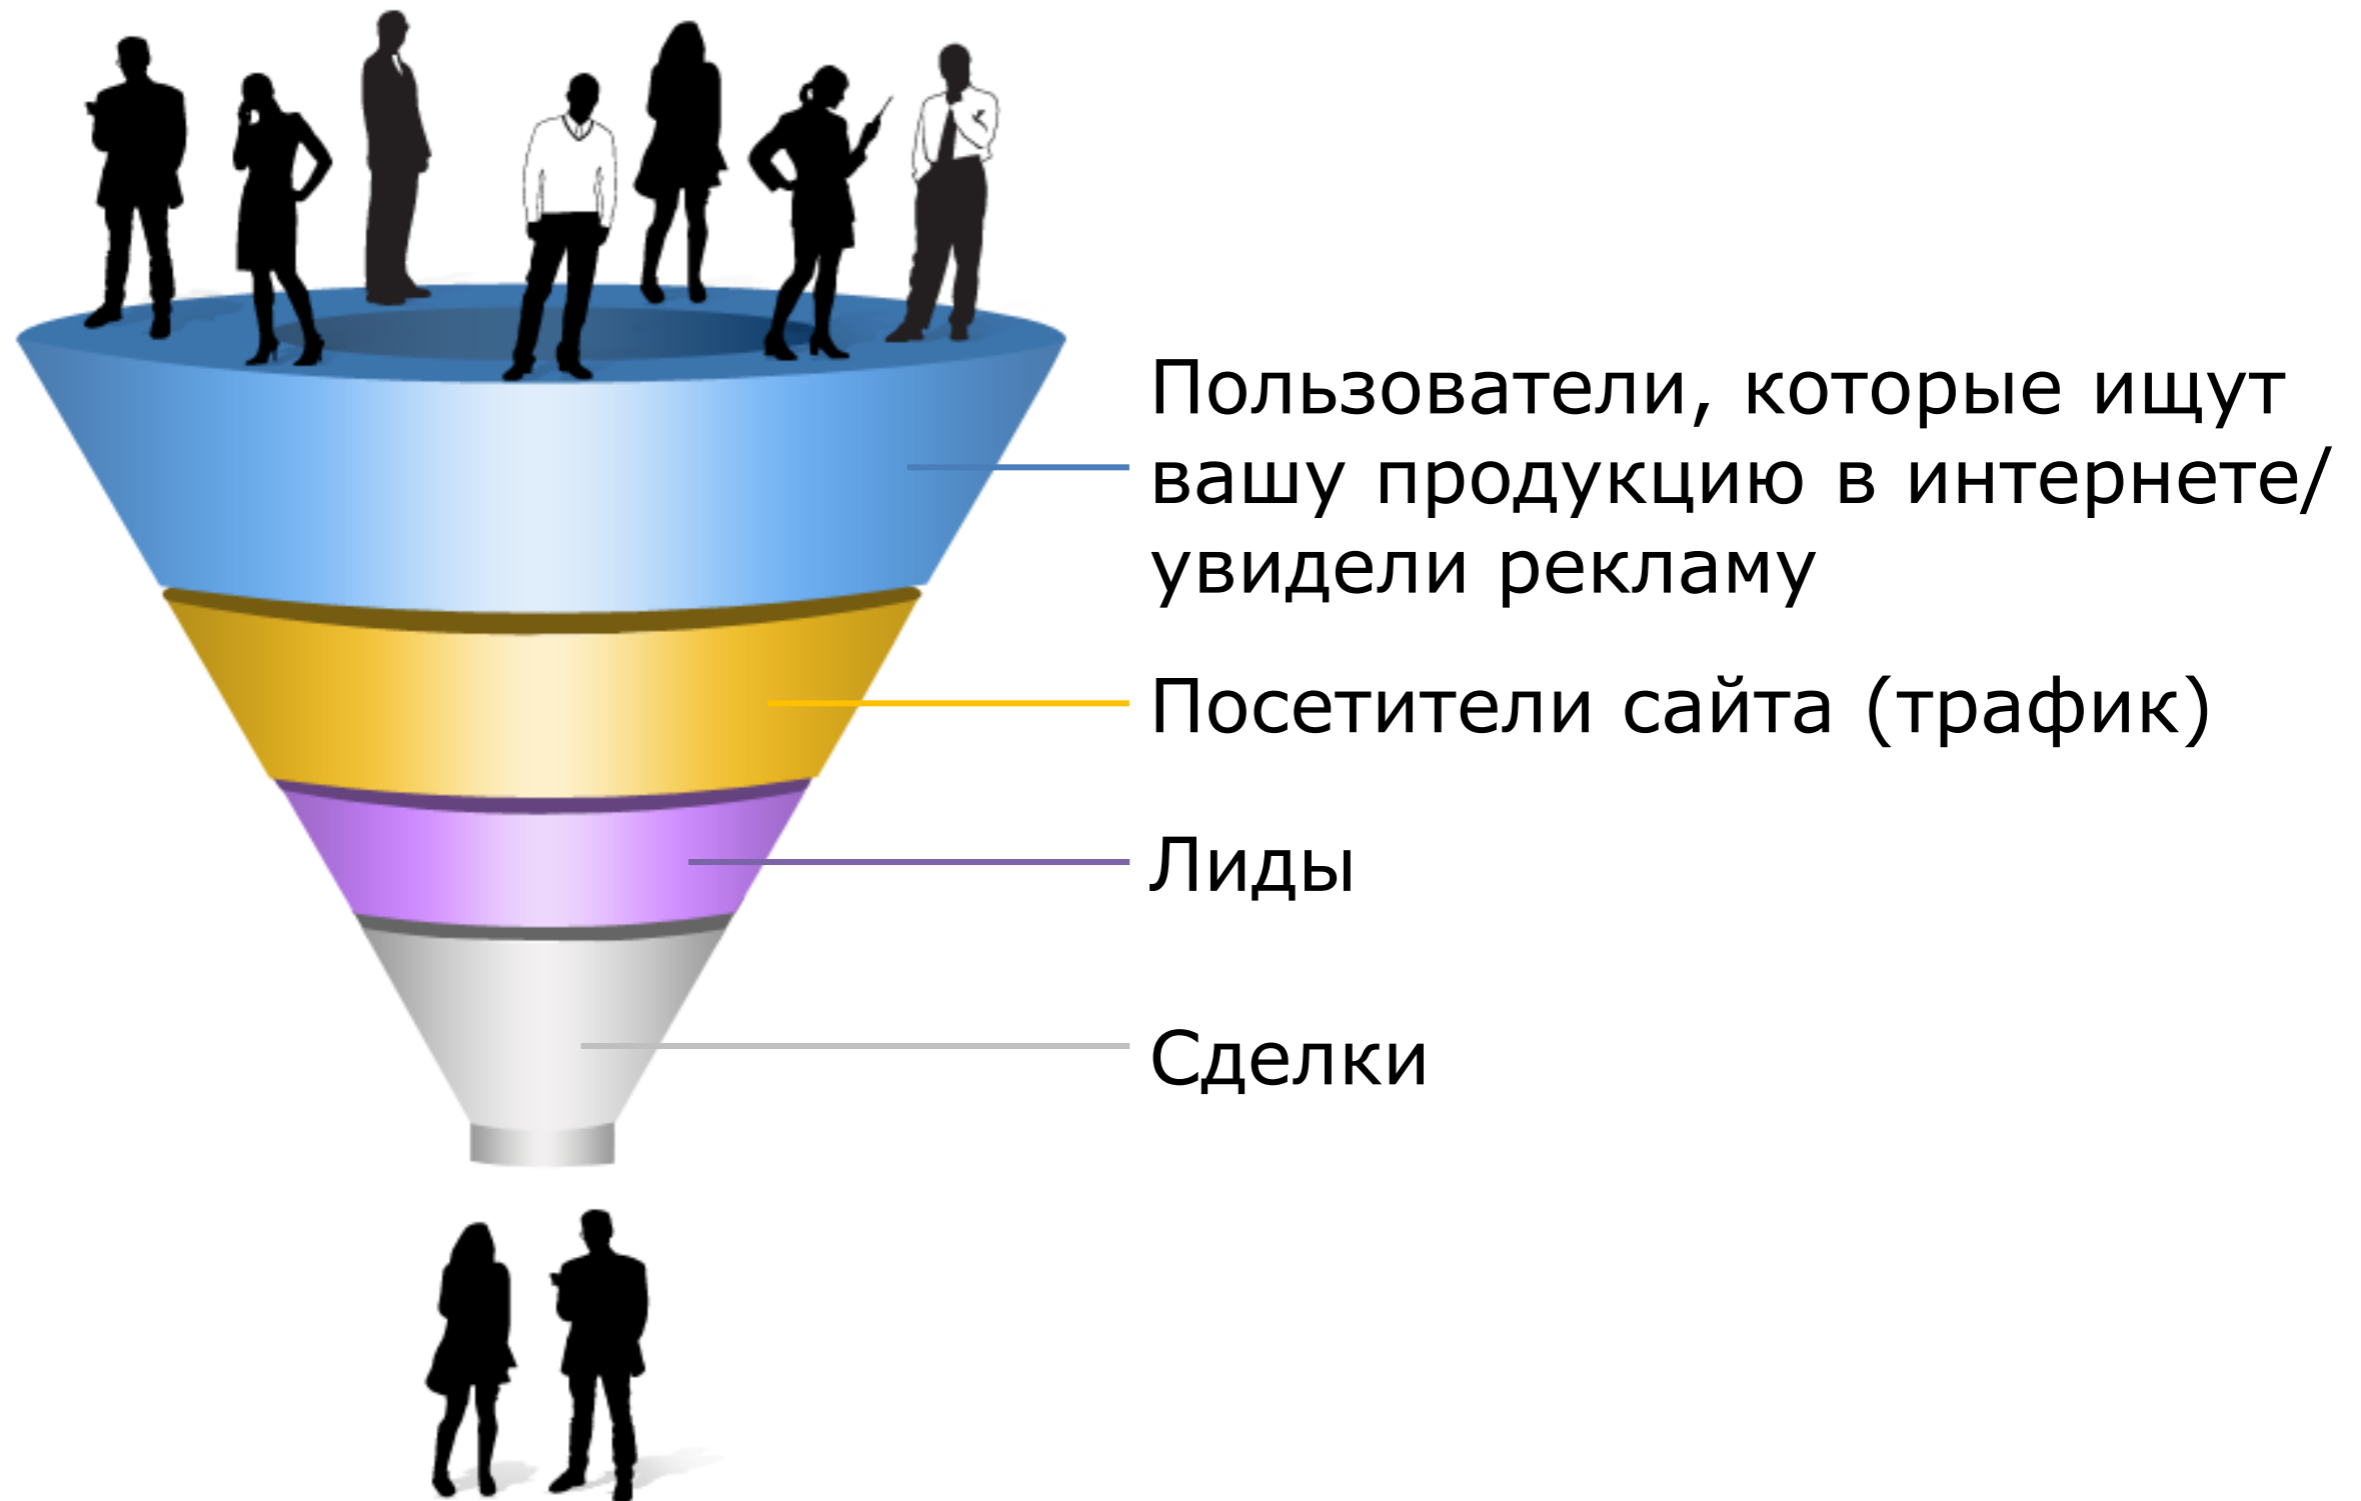 Пользователи, которые ищут
вашу продукцию в интернете/
увидели рекламу
Посетители сайта (трафик)
Лиды
Сделки